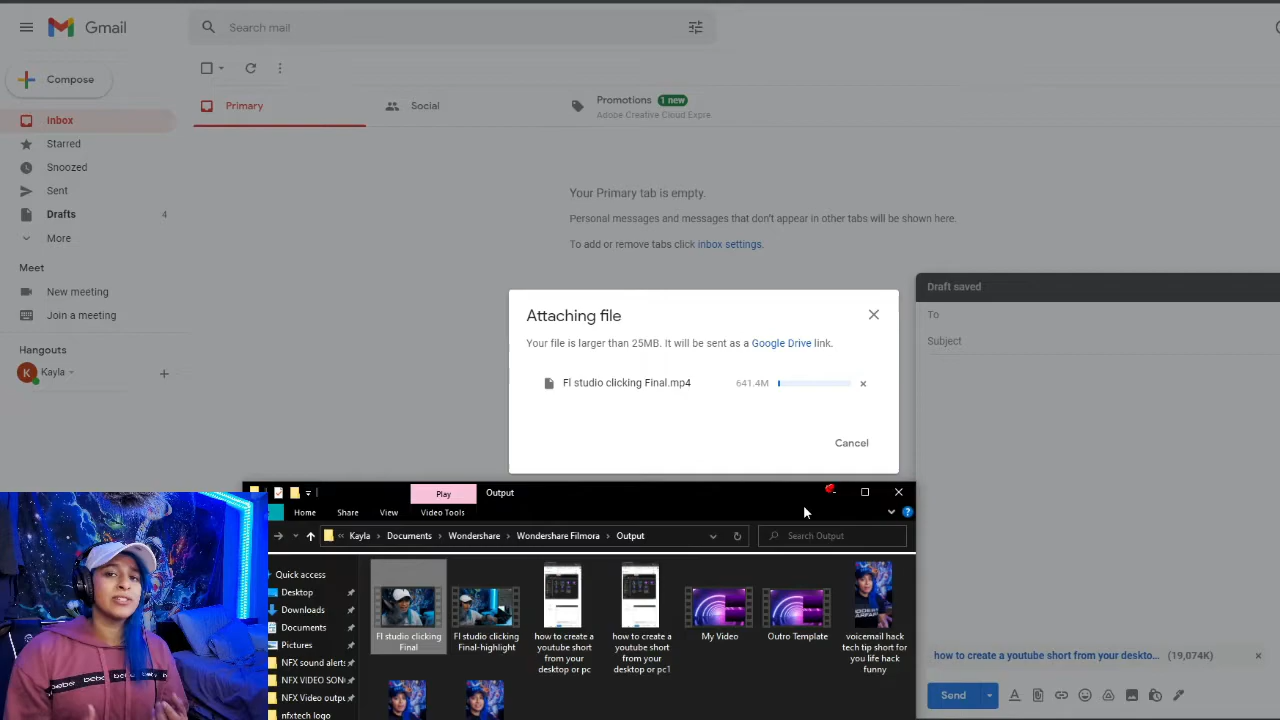 Gmail
Search mail
Compose
Primary
Social
Promotions
1 new
Adobe Creative Cloud Expre.
Inbox
Starred
Snoozed
Sent
Drafts
4
More
Meet
New meeting
Join a meeting
Hangouts
K
Kayla
Your Primary tab is empty.
Personal messages and messages that don't appear in other tabs will be shown here.
To add or remove tabs click inbox settings.
Draft saved
To
Subject
Attaching file
Your file is larger than 25MB. It will be sent as a Google Drive link.
Fl studio clicking Final.mp4
641.4M
Cancel
Play
Output
Home
Share
View
Video Tools
Kayla
Documents
Wondershare
Wondershare Filmora
Output
Search Output
Quick access
Desktop
Downloads
Documents
Pictures
NFX sound alerts
NFX VIDEO SON
NFX Video outpu
nfxtech logo
Fl studio clicking
Final
Fl studio clicking
Final-highlight
how to create a
youtube short
from your
desktop or pc
how to create a
youtube short
from your
desktop or pc1
My Video
Outro Template
voicemail hack
tech tip short for
you life hack
funny
how to create a youtube short from your deskto...
(19,074K)
Send